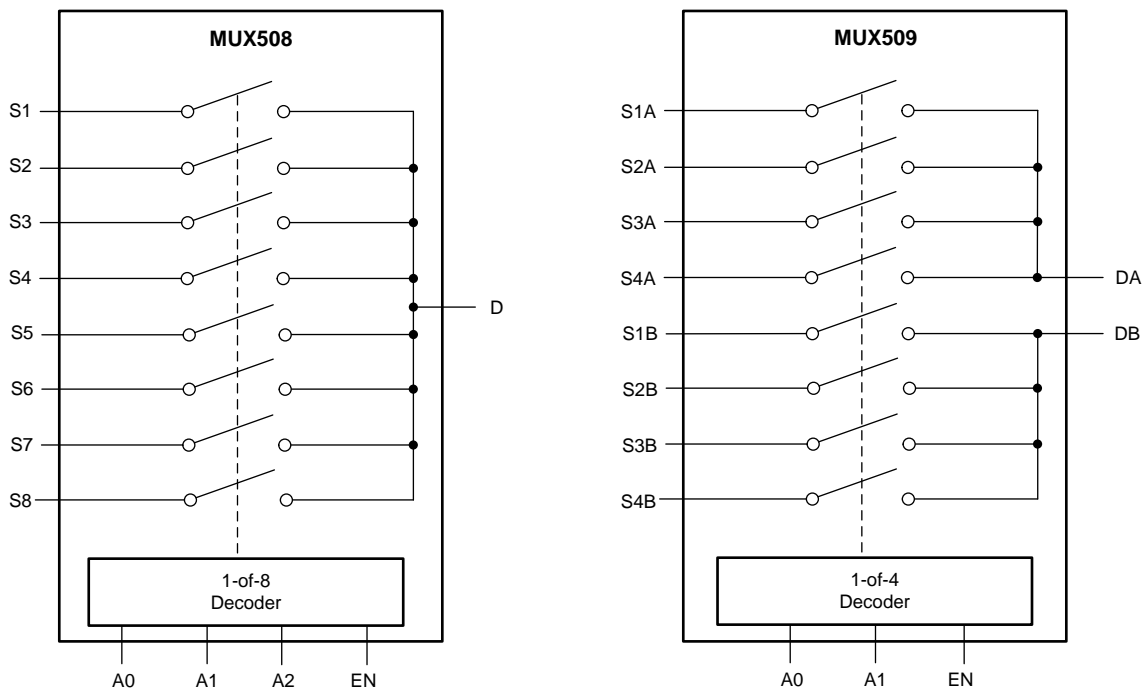 MUX508
S1
S2
S3
S4
S5
S6
S7
S8
D
1-of-8
Decoder
A0 A1 A2 EN
MUX509
S1A
S2A
S3A
S4A
S1B
S2B
S3B
S4B
DA
DB
1-of-4
Decoder
A0 A1 EN